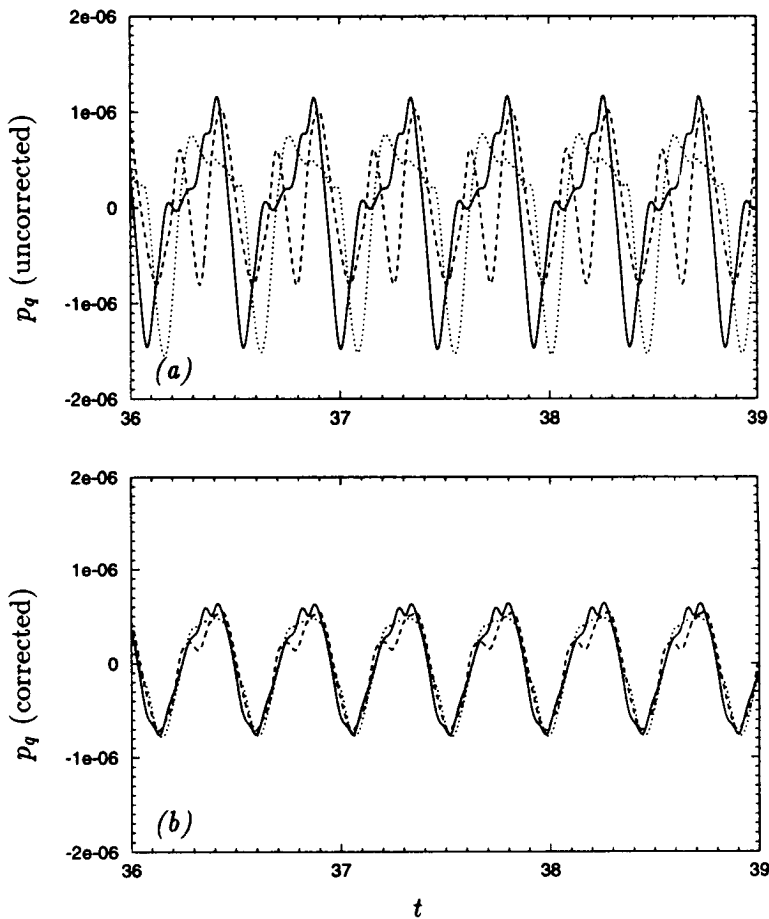 2e-06
1e-06
0
-1e-06
-2e-06
p_q (uncorrected)
(a)
36 37 38 39
2e-06
1e-06
0
-1e-06
-2e-06
p_q (corrected)
(b)
36 37 38 39
t